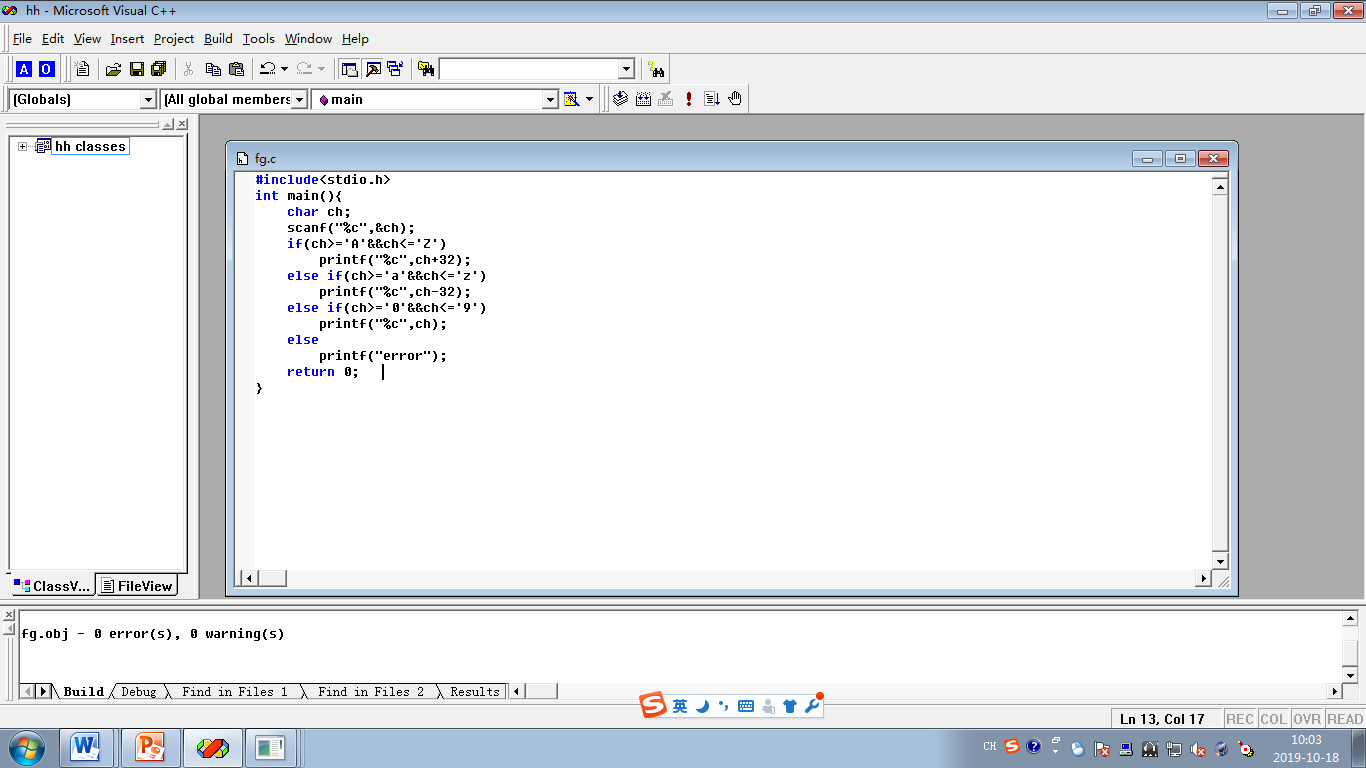 hh - Microsoft Visual C++
File Edit View Insert Project Build Tools Window Help
A O
(Globals) (All global members main
hh classes
fg.c
#include<stdio.h>
int main(){
    char ch;
    scanf("%c",&ch);
    if(ch>='A'&&ch<='Z')
        printf("%c",ch+32);
    else if(ch>='a'&&ch<='z')
        printf("%c",ch-32);
    else if(ch>='0'&&ch<='9')
        printf("%c",ch);
    else
        printf("error");
    return 0;
}
ClassV... FileView
fg.obj - 0 error(s), 0 warning(s)
Build Debug Find in Files 1 Find in Files 2 Results
S 英
Ln 13, Col 17 REC COL OVR READ
W P CH S ? 10:03
2019-10-18